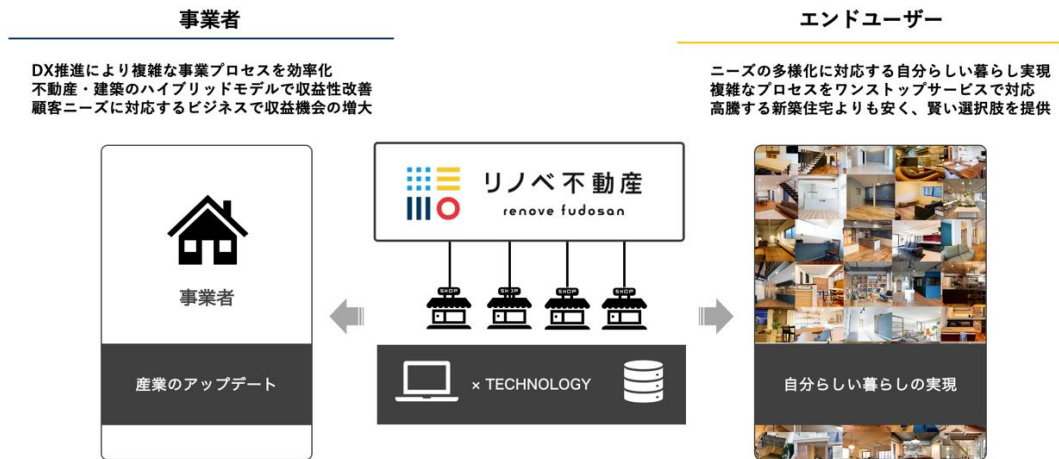 事業者
エンドユーザー
DX推進により複雑な事業プロセスを効率化
不動産・建築のハイブリッドモデルで収益性改善
顧客ニーズに対応するビジネスで収益機会の増大
ニーズの多様化に対応する自分らしい暮らし実現
複雑なプロセスをワンストップサービスで対応
高騰する新築住宅よりも安く、賢い選択肢を提供
リノベ不動産
renove fudosan
事業者
SHOP
SHOP
SHOP
SHOP
産業のアップデート
× TECHNOLOGY
自分らしい暮らしの実現